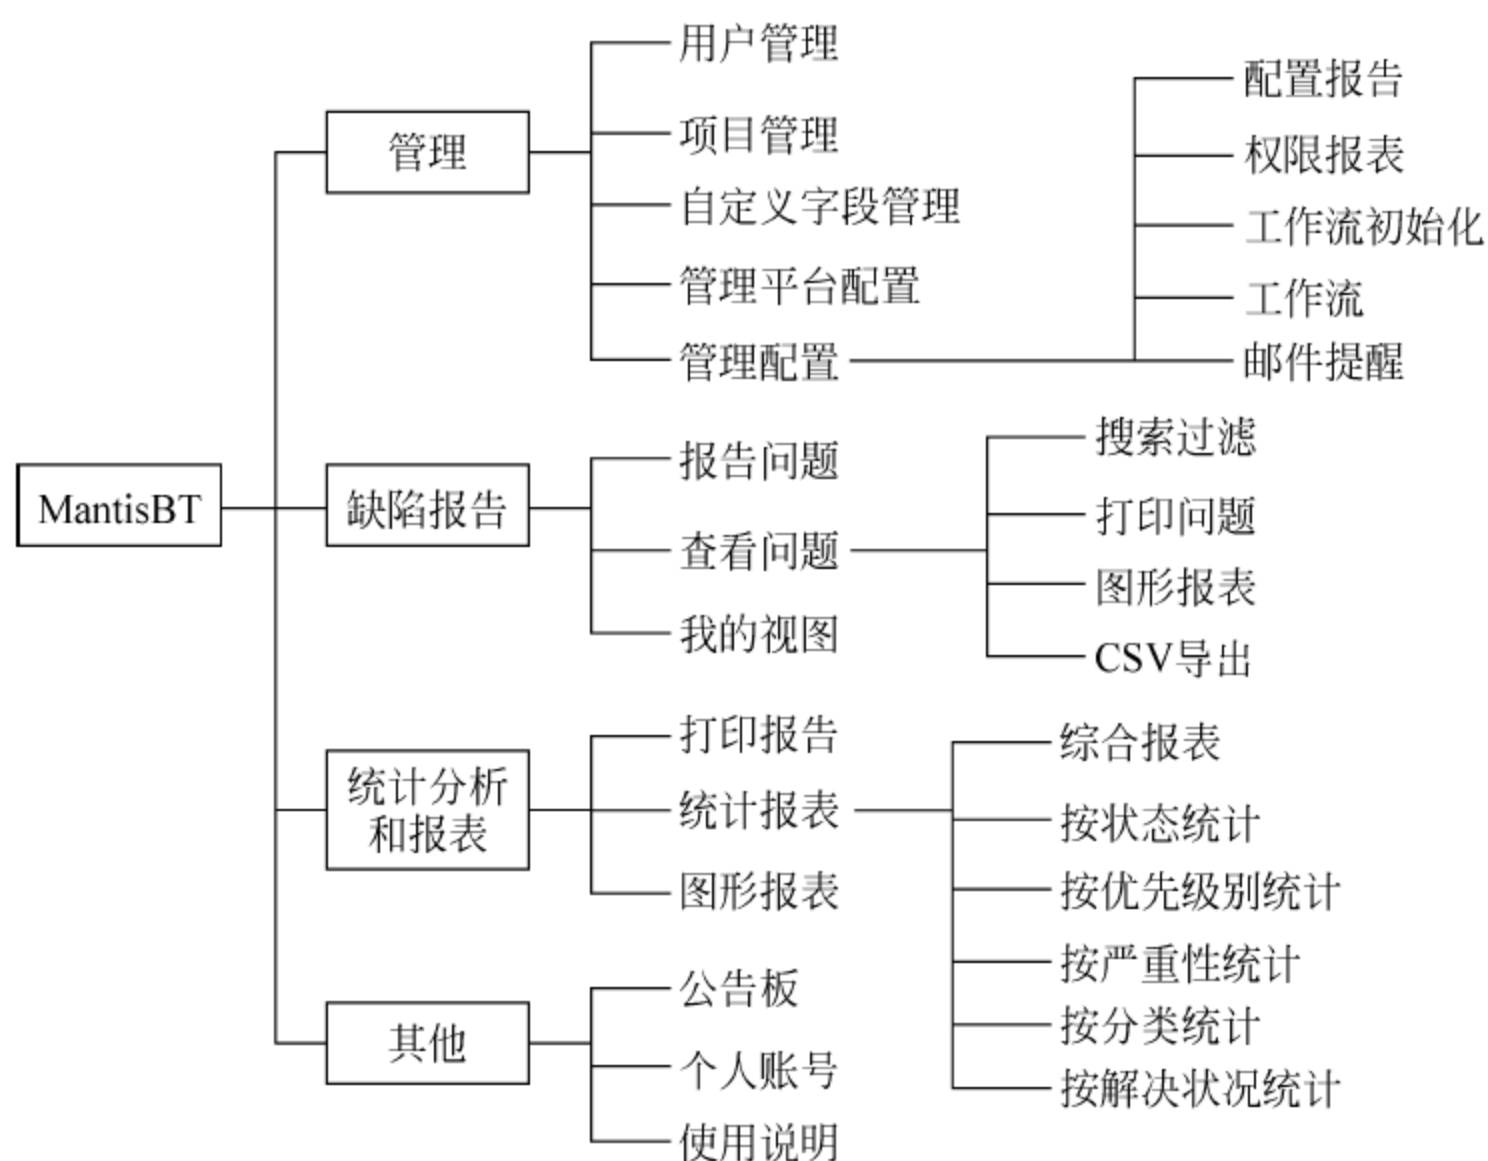 MantisBT
管理
用户管理
项目管理
自定义字段管理
管理平台配置
管理配置
配置报告
权限报表
工作流初始化
工作流
邮件提醒
缺陷报告
报告问题
查看问题
我的视图
搜索过滤
打印问题
图形报表
CSV导出
统计分析
和报表
打印报告
统计报表
图形报表
综合报表
按状态统计
按优先级别统计
按严重性统计
按分类统计
按解决状况统计
其他
公告板
个人账号
使用说明